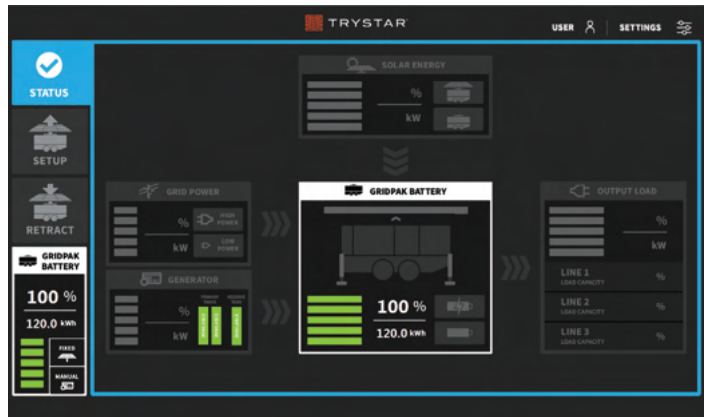 TRYSTAR
USER
SETTINGS
STATUS
SETUP
RETRACT
GRIDPAK
BATTERY
100 %
120.0 kWh
FIXED
MANUAL
SOLAR ENERGY
%
kW
GRID POWER
%
kW
HIGH
POWER
LOW
POWER
GENERATOR
%
kW
GRIDPAK BATTERY
100 %
120.0 kWh
OUTPUT LOAD
%
kW
LINE 1
LOAD CAPACITY
%
LINE 2
LOAD CAPACITY
%
LINE 3
LOAD CAPACITY
%